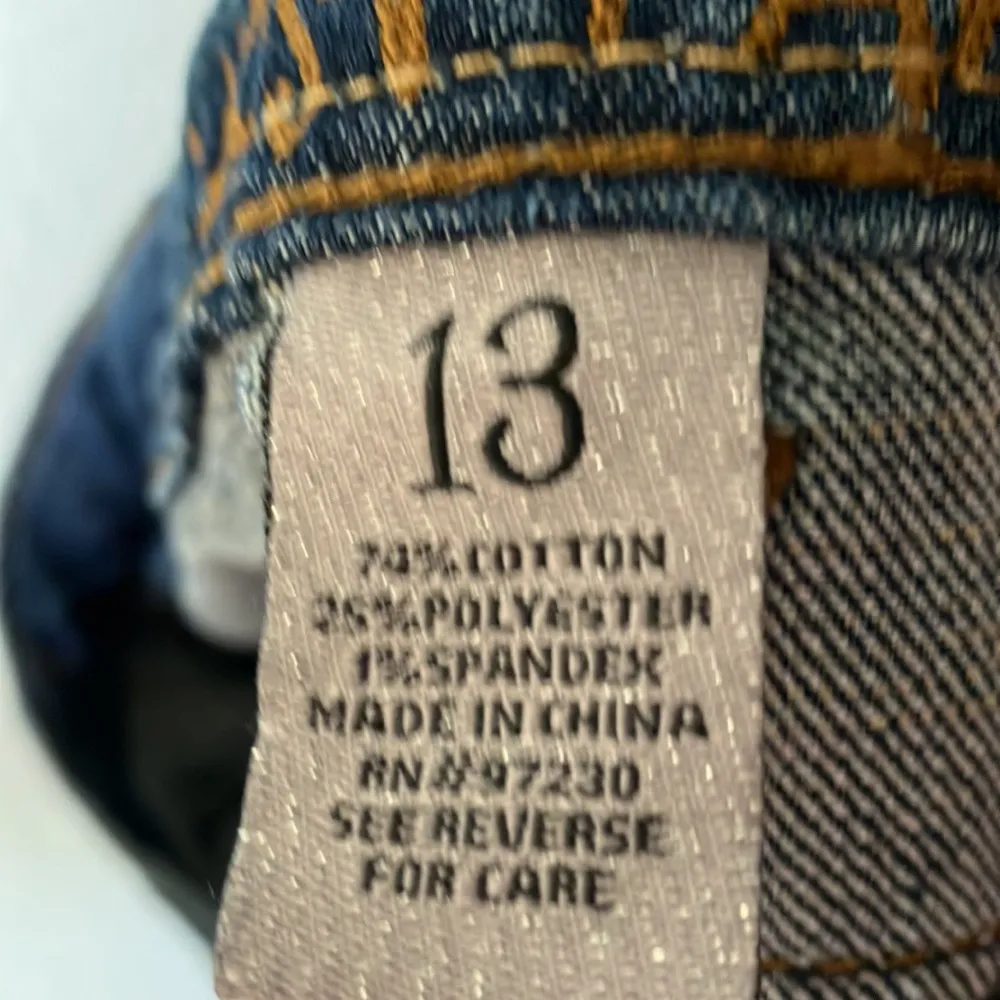 13
74% COTTON
25% POLYESTER
1% SPANDEX
MADE IN CHINA
RN#97230
SEE REVERSE
FOR CARE